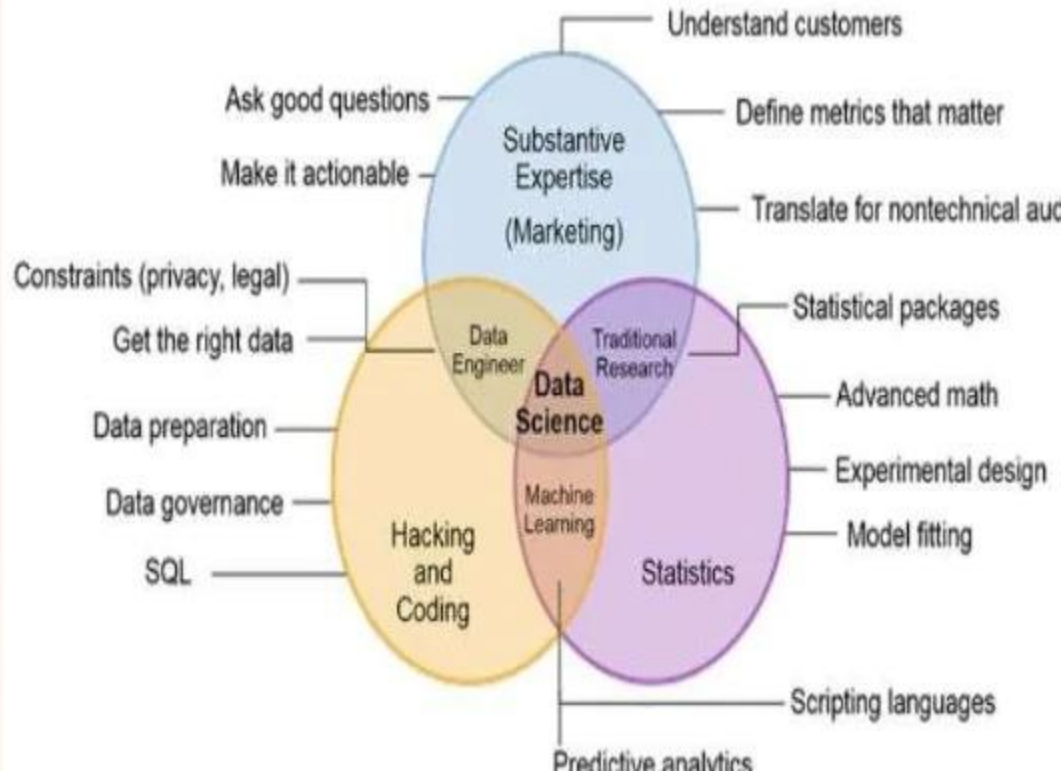 Understand customers
Ask good questions
Define metrics that matter
Substantive
Expertise
(Marketing)
Make it actionable
Translate for nontechnical
Constraints (privacy, legal)
Statistical packages
Get the right data
Data
Engineer
Traditional
Research
Data
Science
Advanced math
Data preparation
Experimental design
Machine
Learning
Data governance
Hacking
and
Coding
Model fitting
SQL
Statistics
Scripting languages
Predictive analytics